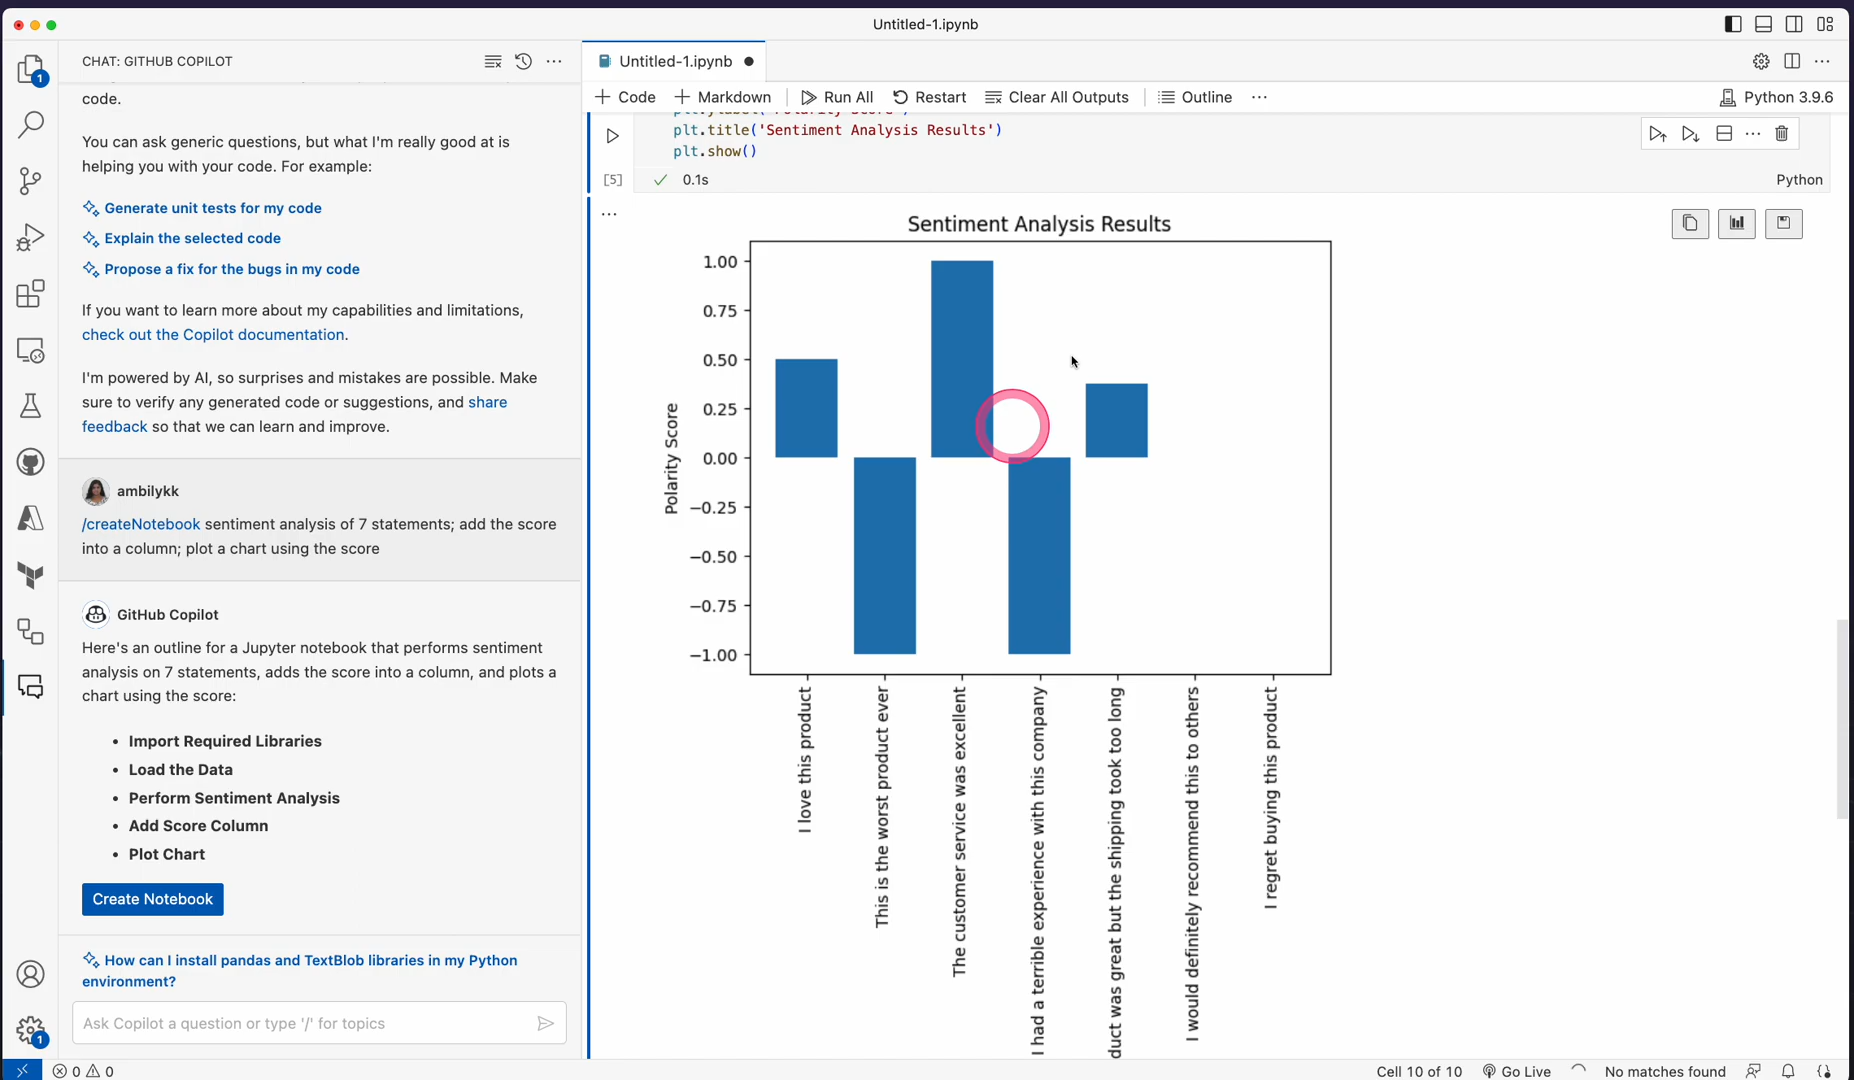 Untitled-1.ipynb
CHAT: GITHUB COPILOT
code.
You can ask generic questions, but what I'm really good at is
helping you with your code. For example:
Generate unit tests for my code
Explain the selected code
Propose a fix for the bugs in my code
If you want to learn more about my capabilities and limitations,
check out the Copilot documentation.
I'm powered by AI, so surprises and mistakes are possible. Make
sure to verify any generated code or suggestions, and share
feedback so that we can learn and improve.
ambilykk
/createNotebook sentiment analysis of 7 statements; add the score
into a column; plot a chart using the score
GitHub Copilot
Here's an outline for a Jupyter notebook that performs sentiment
analysis on 7 statements, adds the score into a column, and plots a
chart using the score:
• Import Required Libraries
• Load the Data
• Perform Sentiment Analysis
• Add Score Column
• Plot Chart
Create Notebook
How can I install pandas and TextBlob libraries in my Python
environment?
Ask Copilot a question or type '/' for topics
Untitled-1.ipynb
Code
Markdown
Run All
Restart
Clear All Outputs
Outline
Python 3.9.6
plt.title('Sentiment Analysis Results')
plt.show()
[5]
0.1s
Python
Sentiment Analysis Results
1.00
0.75
0.50
0.25
0.00
−0.25
−0.50
−0.75
−1.00
Polarity Score
I love this product
This is the worst product ever
The customer service was excellent
I had a terrible experience with this company
duct was great but the shipping took too long
I would definitely recommend this to others
I regret buying this product
1
1
0
0
Cell 10 of 10
Go Live
No matches found